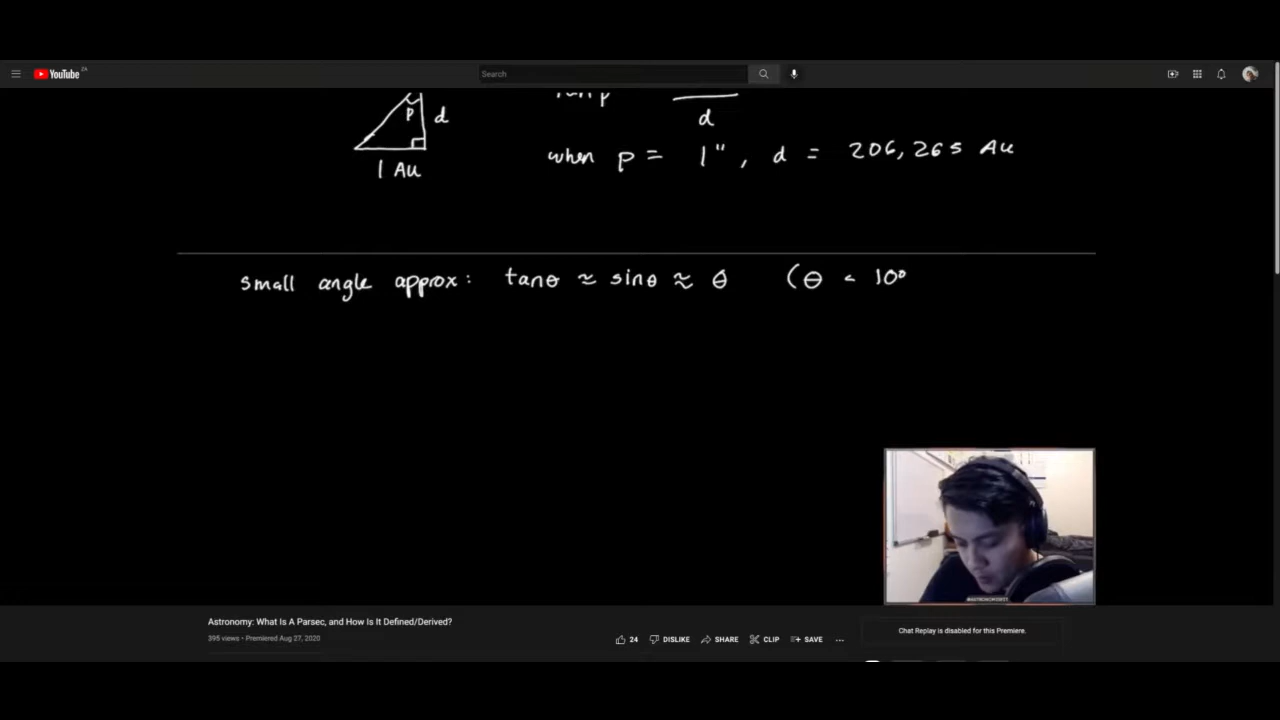 YouTube ZA
Search
p d
1 AU
d
when p = 1", d = 206,265 AU
small angle approx: tanθ ≈ sinθ ≈ θ (θ < 10°
Astronomy: What Is A Parsec, and How Is It Defined/Derived?
395 views • Premiered Aug 27, 2020
24 DISLIKE SHARE CLIP SAVE ...
Chat Replay is disabled for this Premiere.